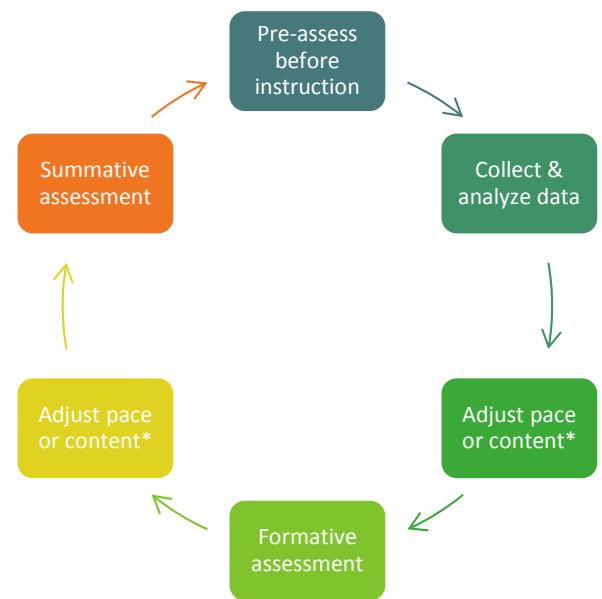 Pre-assess
before
instruction
Collect &
analyze data
Adjust pace
or content*
Formative
assessment
Adjust pace
or content*
Summative
assessment